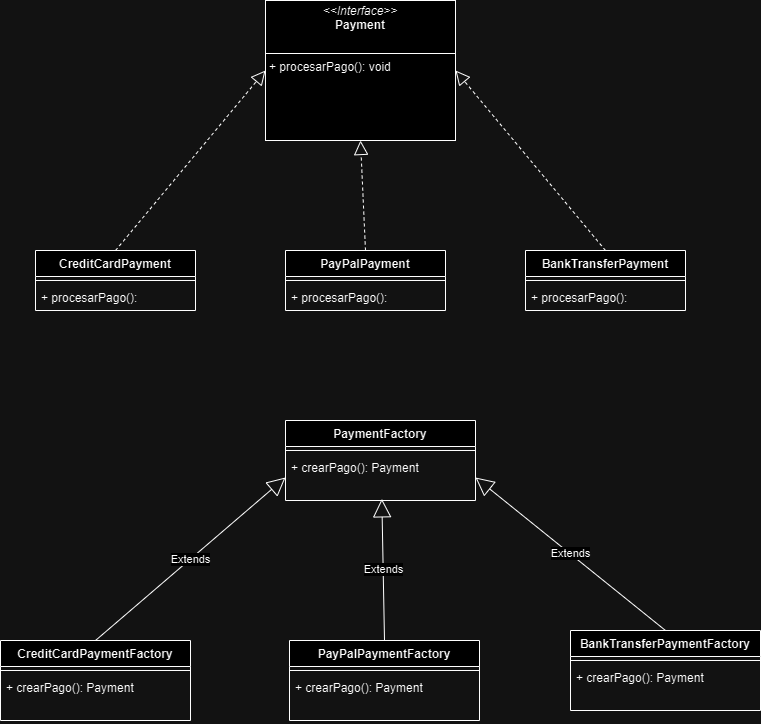 <<Interface>>
Payment
+ procesarPago(): void
CreditCardPayment
+ procesarPago():
PayPalPayment
+ procesarPago():
BankTransferPayment
+ procesarPago():
PaymentFactory
+ crearPago(): Payment
Extends
Extends
Extends
CreditCardPaymentFactory
+ crearPago(): Payment
PayPalPaymentFactory
+ crearPago(): Payment
BankTransferPaymentFactory
+ crearPago(): Payment